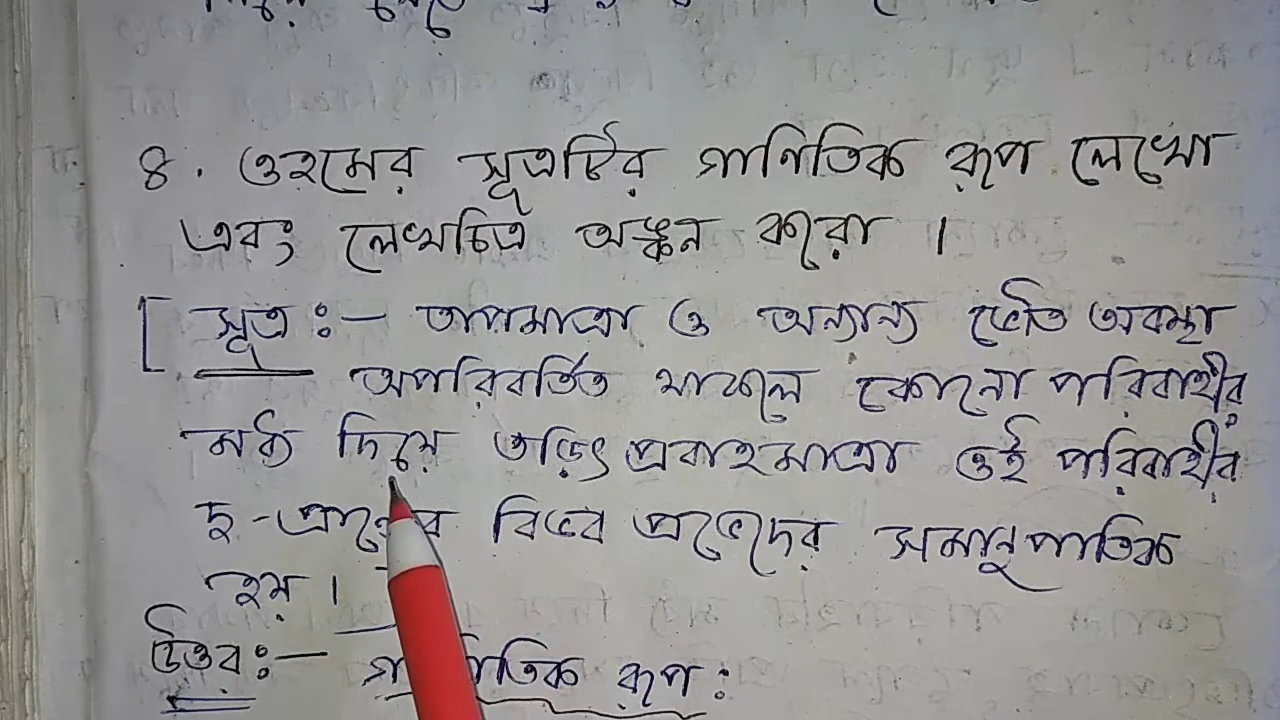 ৪. ওহমের সূত্রটির গাণিতিক রূপ লেখো
এবং লেখচিত্র অঙ্কন করো ।
[ সূত্র :- তাপমাত্রা ও অন্যান্য ভৌত অবস্থা
অপরিবর্তিত থাকলে কোনো পরিবাহীর
মধ্য দিয়ে তড়িৎ প্রবাহমাত্রা ওই পরিবাহীর
দু-প্রান্তের বিভব প্রভেদের সমানুপাতিক
হয় ।
উত্তর :- গাণিতিক রূপ :